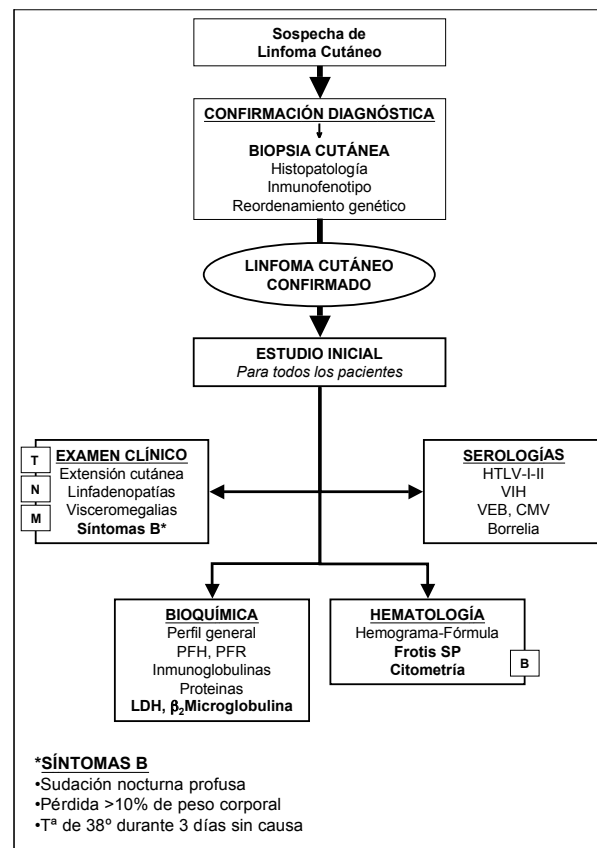 Sospecha de
Linfoma Cutáneo
CONFIRMACIÓN DIAGNÓSTICA
BIOPSIA CUTÁNEA
Histopatología
Inmunofenotipo
Reordenamiento genético
LINFOMA CUTÁNEO
CONFIRMADO
ESTUDIO INICIAL
Para todos los pacientes
T
N
M
EXAMEN CLÍNICO
Extensión cutánea
Linfadenopatías
Visceromegalias
Síntomas B*
SEROLOGÍAS
HTLV-I-II
VIH
VEB, CMV
Borrelia
BIOQUÍMICA
Perfil general
PFH, PFR
Inmunoglobulinas
Proteinas
LDH, β₂Microglobulina
HEMATOLOGÍA
Hemograma-Fórmula
Frotis SP
Citometría
B
*SÍNTOMAS B
•Sudación nocturna profusa
•Pérdida >10% de peso corporal
•Tª de 38º durante 3 días sin causa